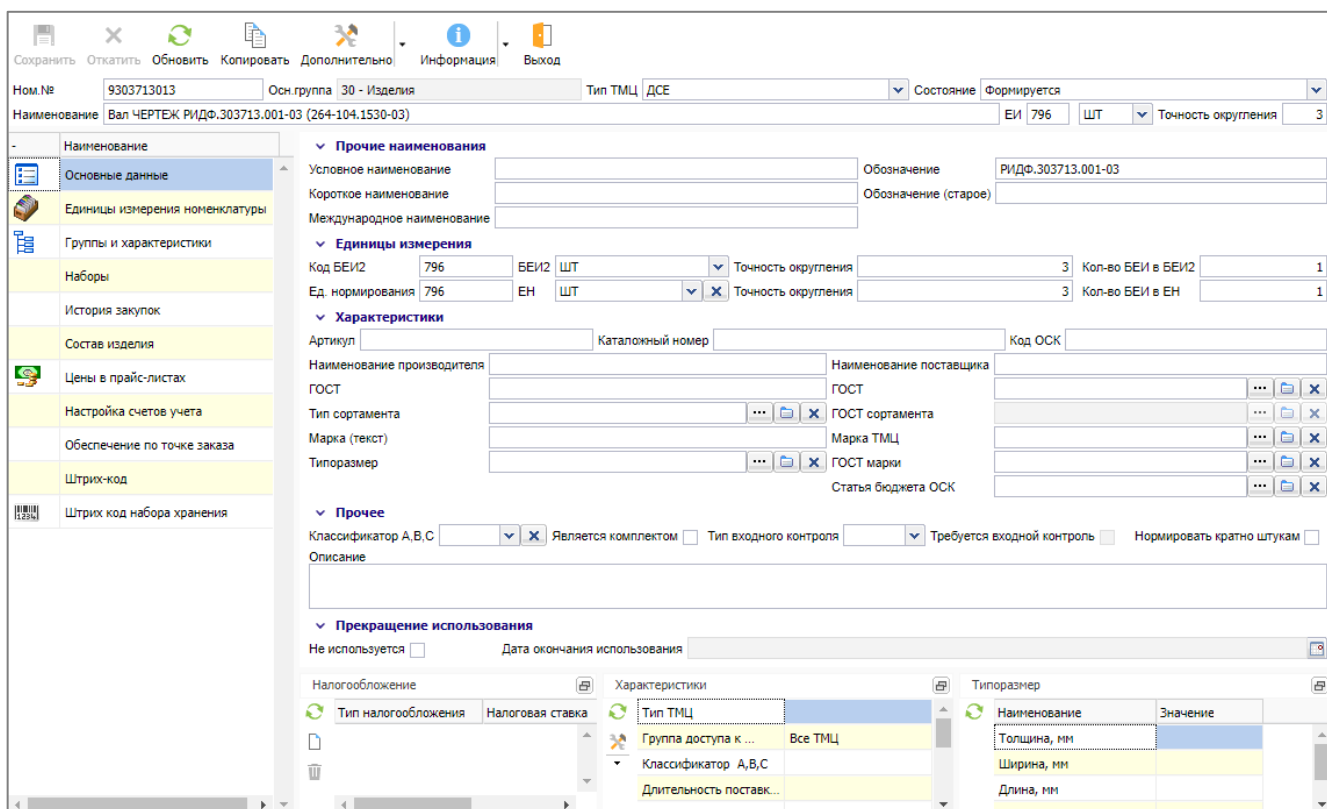 Сохранить Откатить Обновить Копировать Дополнительно Информация Выход
Ном.№ 9303713013 Осн.группа 30 - Изделия Тип ТМЦ ДСЕ Состояние Формируется
Наименование Вал ЧЕРТЕЖ РИДФ.303713.001-03 (264-104.1530-03) ЕИ 796 ШТ Точность округления 3
- Наименование
Основные данные
Единицы измерения номенклатуры
Группы и характеристики
Наборы
История закупок
Состав изделия
Цены в прайс-листах
Настройка счетов учета
Обеспечение по точке заказа
Штрих-код
1234 Штрих код набора хранения
Прочие наименования
Условное наименование Обозначение РИДФ.303713.001-03
Короткое наименование Обозначение (старое)
Международное наименование
Единицы измерения
Код БЕИ2 796 БЕИ2 ШТ Точность округления 3 Кол-во БЕИ в БЕИ2 1
Ед. нормирования 796 ЕН ШТ Точность округления 3 Кол-во БЕИ в ЕН 1
Характеристики
Артикул Каталожный номер Код ОСК
Наименование производителя Наименование поставщика
ГОСТ ГОСТ
Тип сортамента ГОСТ сортамента
Марка (текст) Марка ТМЦ
Типоразмер ГОСТ марки
Статья бюджета ОСК
Прочее
Классификатор А,В,С Является комплектом Тип входного контроля Требуется входной контроль Нормировать кратно штукам
Описание
Прекращение использования
Не используется Дата окончания использования
Налогообложение
Тип налогообложения Налоговая ставка
Характеристики
Тип ТМЦ
Группа доступа к ... Все ТМЦ
Классификатор А,В,С
Длительность поставк...
Типоразмер
Наименование Значение
Толщина, мм
Ширина, мм
Длина, мм